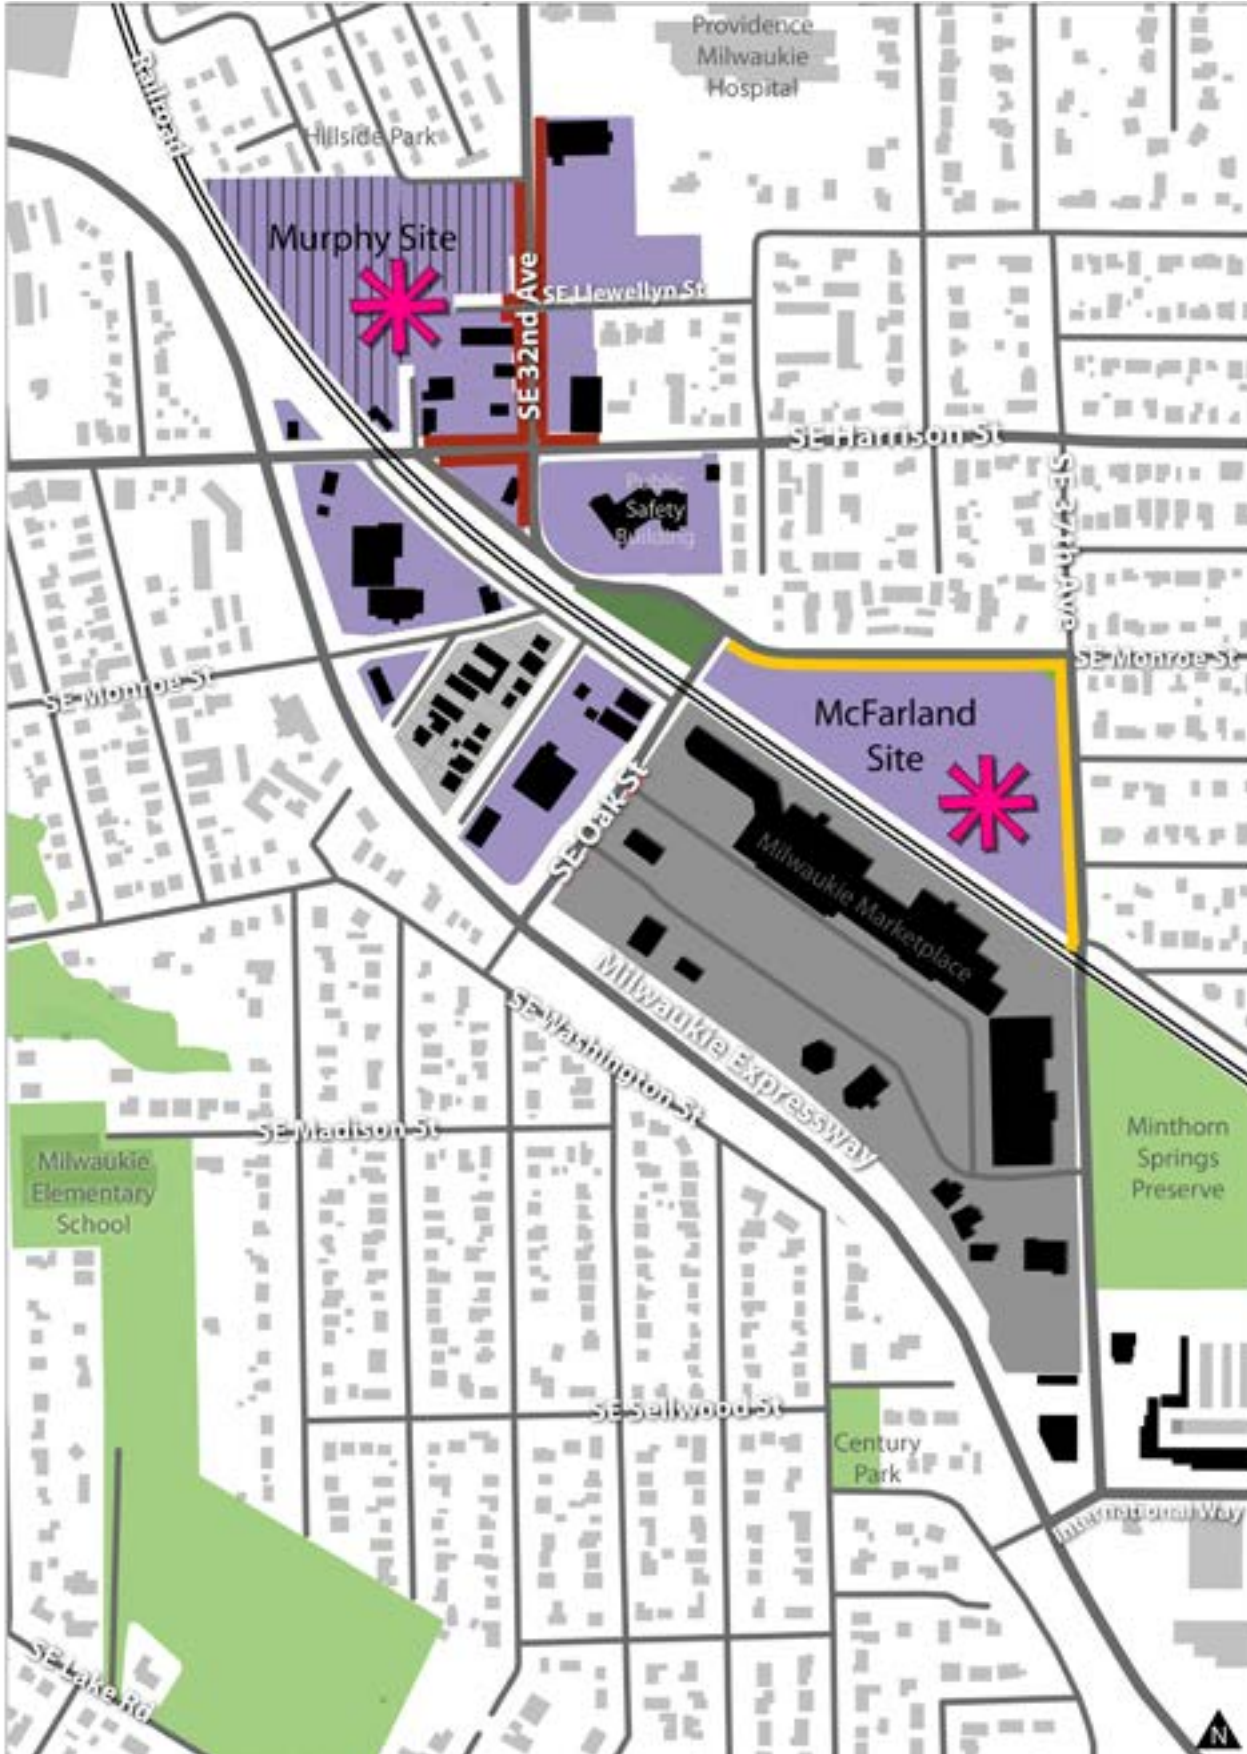 Providence
Milwaukie
Hospital
Railroad
Hillside Park
Murphy Site
SE Llewellyn St
SE 32nd Ave
SE Harrison St
Public
Safety
Building
SE 37th Ave
SE Monroe St
SE Monroe St
McFarland
Site
SE Oak St
Milwaukie Marketplace
Milwaukie Expressway
SE Washington St
SE Madison St
Milwaukie
Elementary
School
Minthorn
Springs
Preserve
SE Sellwood St
Century
Park
International Way
SE Lake Rd
N